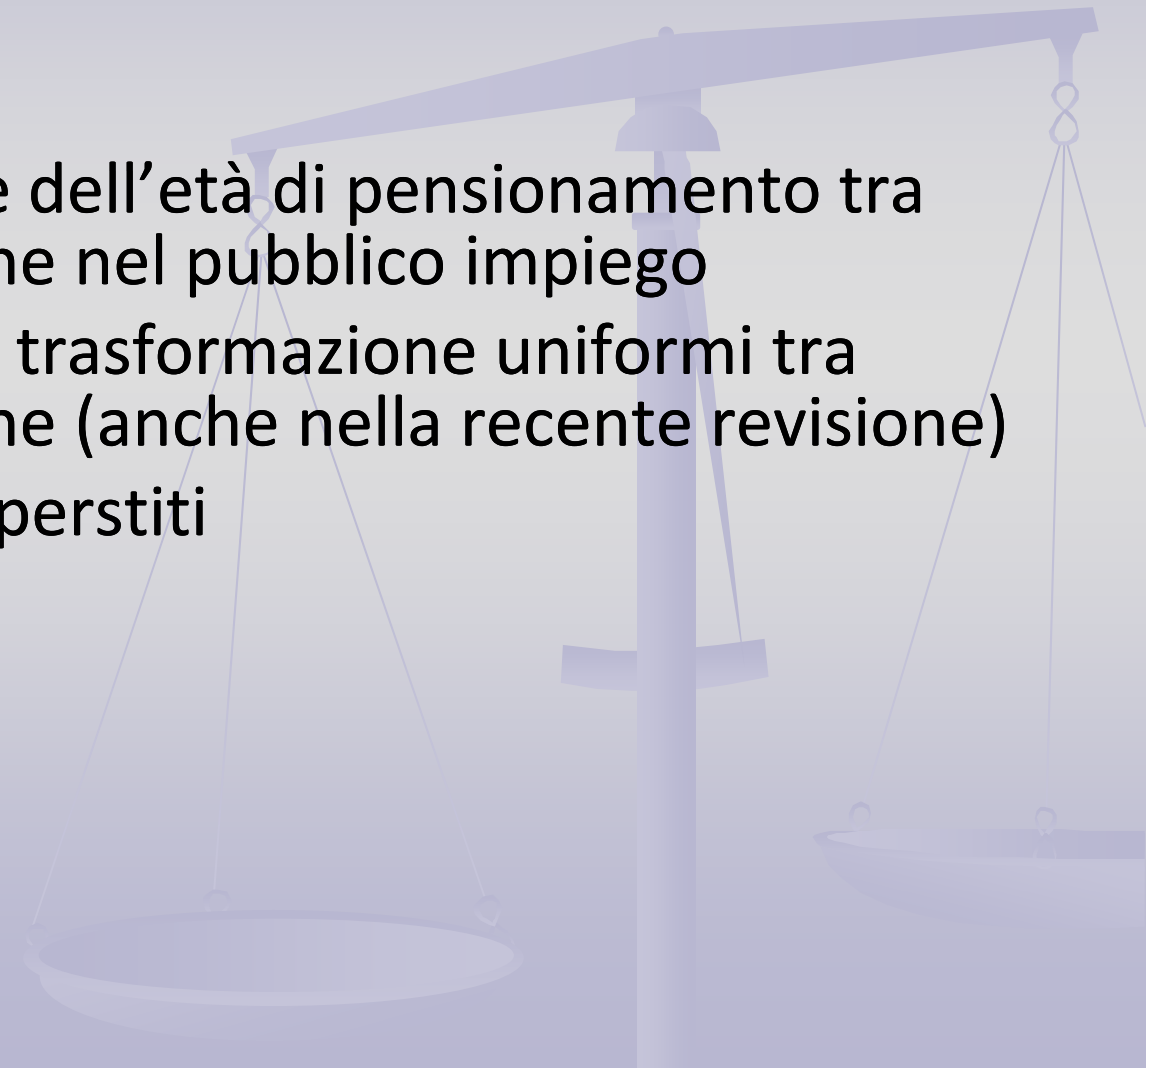 e dell’età di pensionamento tra
ne nel pubblico impiego
trasformazione uniformi tra
ne (anche nella recente revisione)
perstiti